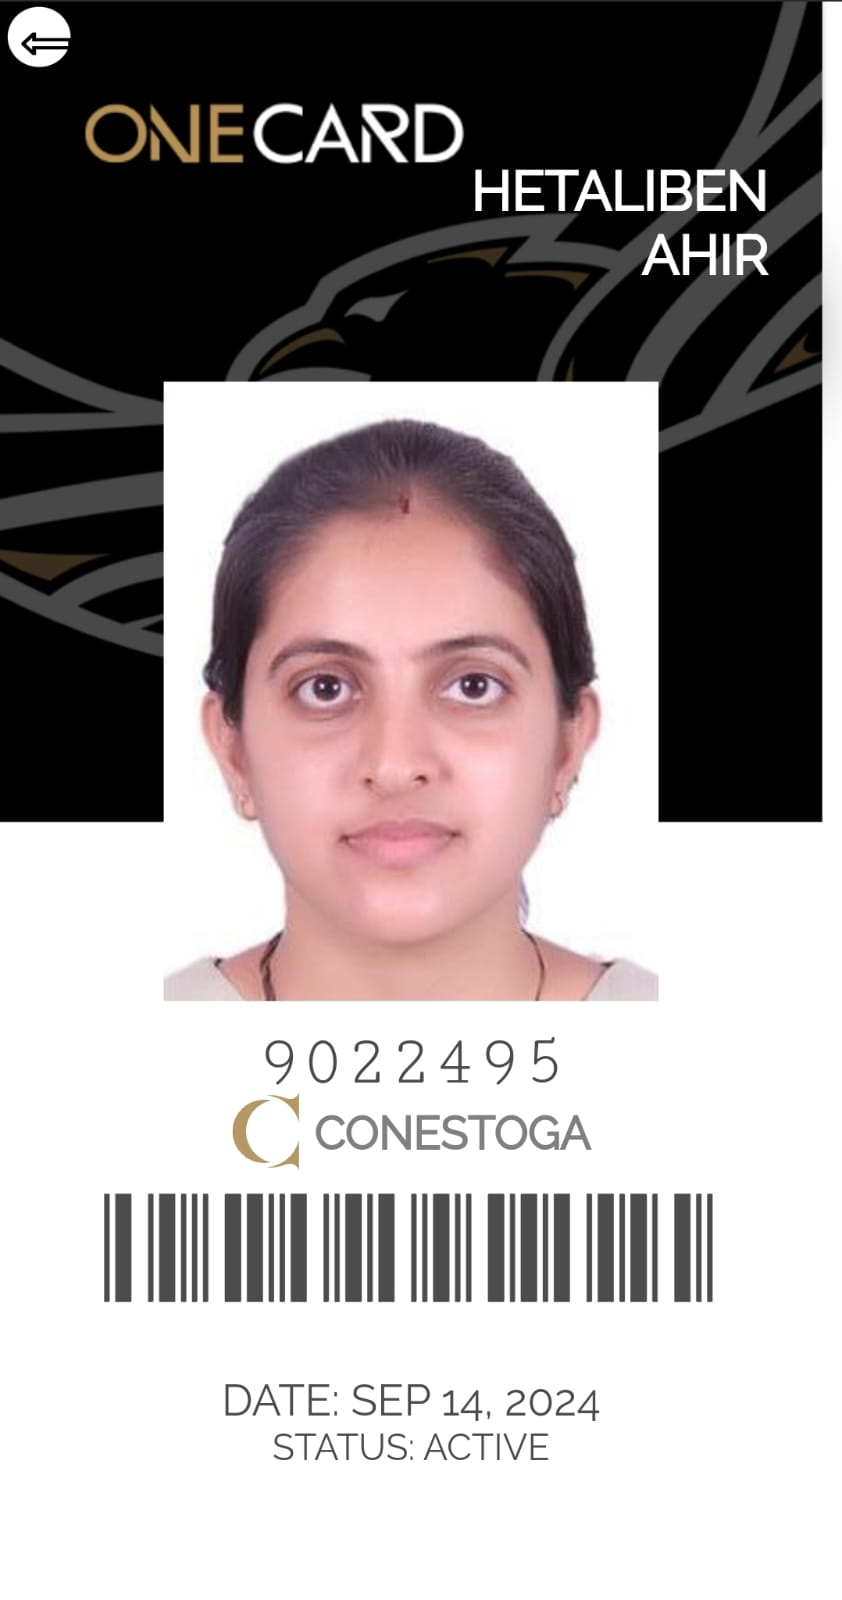 ONECARD
HETALIBEN
AHIR
9022495
CONESTOGA
DATE: SEP 14, 2024
STATUS: ACTIVE